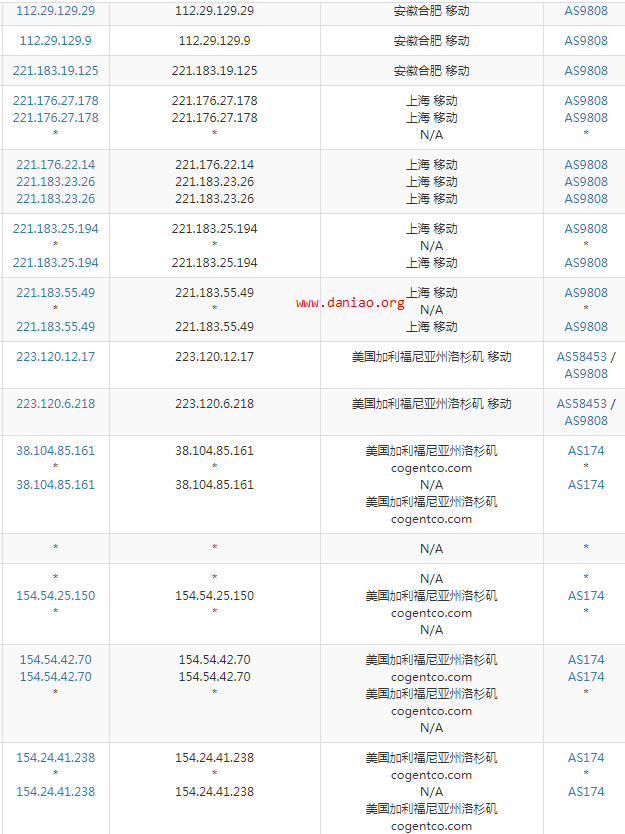 112.29.129.29 112.29.129.29 安徽合肥 移动 AS9808
112.29.129.9 112.29.129.9 安徽合肥 移动 AS9808
221.183.19.125 221.183.19.125 安徽合肥 移动 AS9808
221.176.27.178 221.176.27.178 上海 移动 AS9808
221.176.27.178 221.176.27.178 上海 移动 AS9808
* * N/A *
221.176.22.14 221.176.22.14 上海 移动 AS9808
221.183.23.26 221.183.23.26 上海 移动 AS9808
221.183.23.26 221.183.23.26 上海 移动 AS9808
221.183.25.194 221.183.25.194 上海 移动 AS9808
* * N/A *
221.183.25.194 221.183.25.194 上海 移动 AS9808
221.183.55.49 221.183.55.49 上海 移动 AS9808
www.daniao.org
* * N/A *
221.183.55.49 221.183.55.49 上海 移动 AS9808
223.120.12.17 223.120.12.17 美国加利福尼亚州洛杉矶 移动 AS58453 /
AS9808
223.120.6.218 223.120.6.218 美国加利福尼亚州洛杉矶 移动 AS58453 /
AS9808
38.104.85.161 38.104.85.161 美国加利福尼亚州洛杉矶 AS174
* * cogentco.com *
38.104.85.161 38.104.85.161 N/A AS174
美国加利福尼亚州洛杉矶
cogentco.com
* * N/A *
* * N/A *
154.54.25.150 154.54.25.150 美国加利福尼亚州洛杉矶 AS174
* * cogentco.com *
N/A
154.54.42.70 154.54.42.70 美国加利福尼亚州洛杉矶 AS174
154.54.42.70 154.54.42.70 cogentco.com AS174
* * 美国加利福尼亚州洛杉矶 *
cogentco.com
N/A
154.24.41.238 154.24.41.238 美国加利福尼亚州洛杉矶 AS174
* * cogentco.com *
154.24.41.238 154.24.41.238 N/A AS174
美国加利福尼亚州洛杉矶
cogentco.com